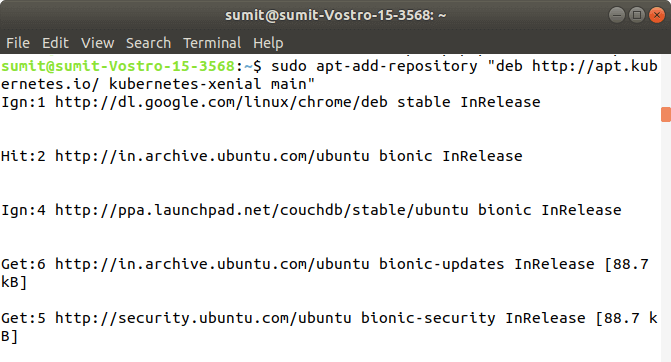 sumit@sumit-Vostro-15-3568: ~
File Edit View Search Terminal Help
sumit@sumit-Vostro-15-3568:~$ sudo apt-add-repository "deb http://apt.kub
ernetes.io/ kubernetes-xenial main"
Ign:1 http://dl.google.com/linux/chrome/deb stable InRelease
Hit:2 http://in.archive.ubuntu.com/ubuntu bionic InRelease
Ign:4 http://ppa.launchpad.net/couchdb/stable/ubuntu bionic InRelease
Get:6 http://in.archive.ubuntu.com/ubuntu bionic-updates InRelease [88.7
kB]
Get:5 http://security.ubuntu.com/ubuntu bionic-security InRelease [88.7 k
B]